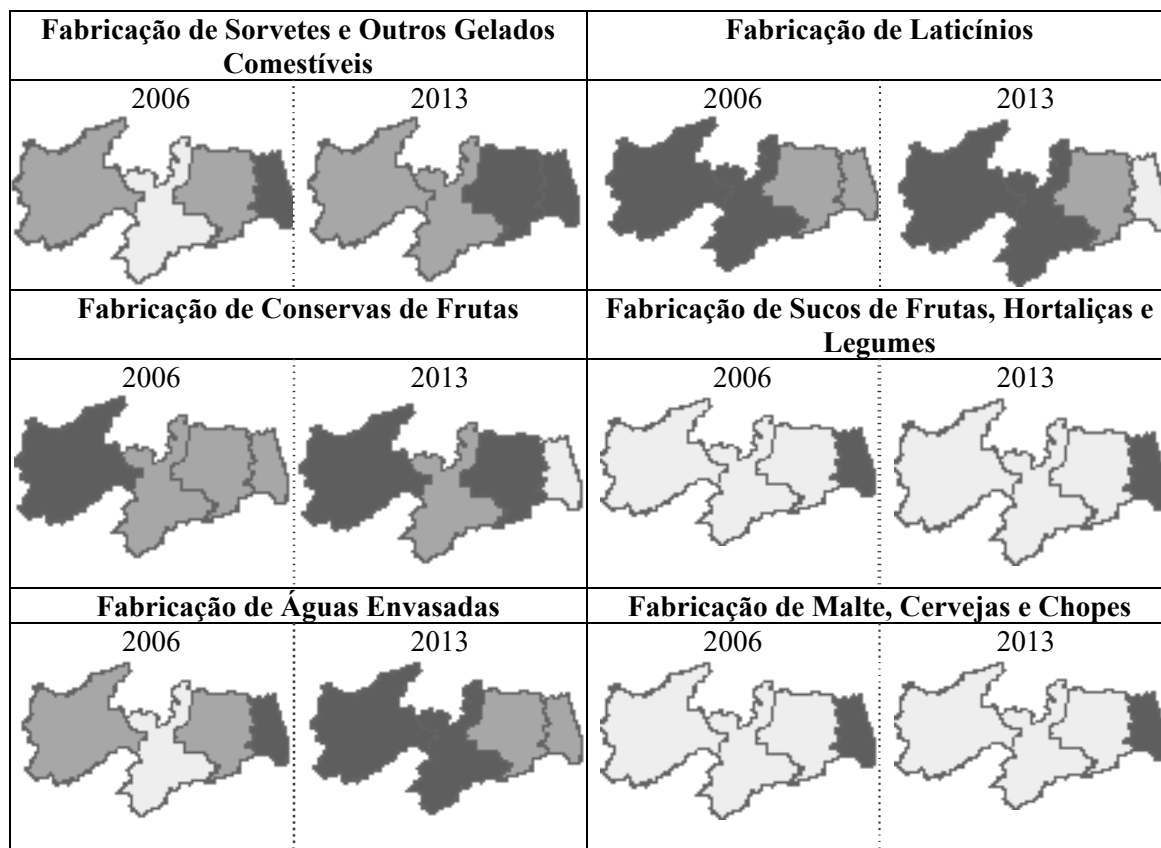 Fabricação de Sorvetes e Outros Gelados
Comestíveis
Fabricação de Laticínios
2006
2013
2006
2013
Fabricação de Conservas de Frutas
Fabricação de Sucos de Frutas, Hortaliças e
Legumes
2006
2013
2006
2013
Fabricação de Águas Envasadas
Fabricação de Malte, Cervejas e Chopes
2006
2013
2006
2013